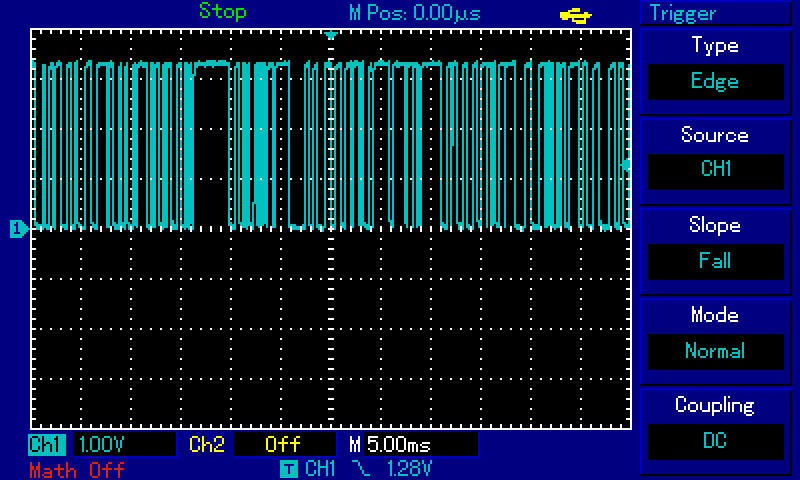 Stop M Pos: 0.00µs Trigger
Type
Edge
Source
CH1
Slope
Fall
Mode
Normal
Coupling
DC
1
Ch1 1.00V Ch2 Off M 5.00ms
Math Off T CH1 1.28V